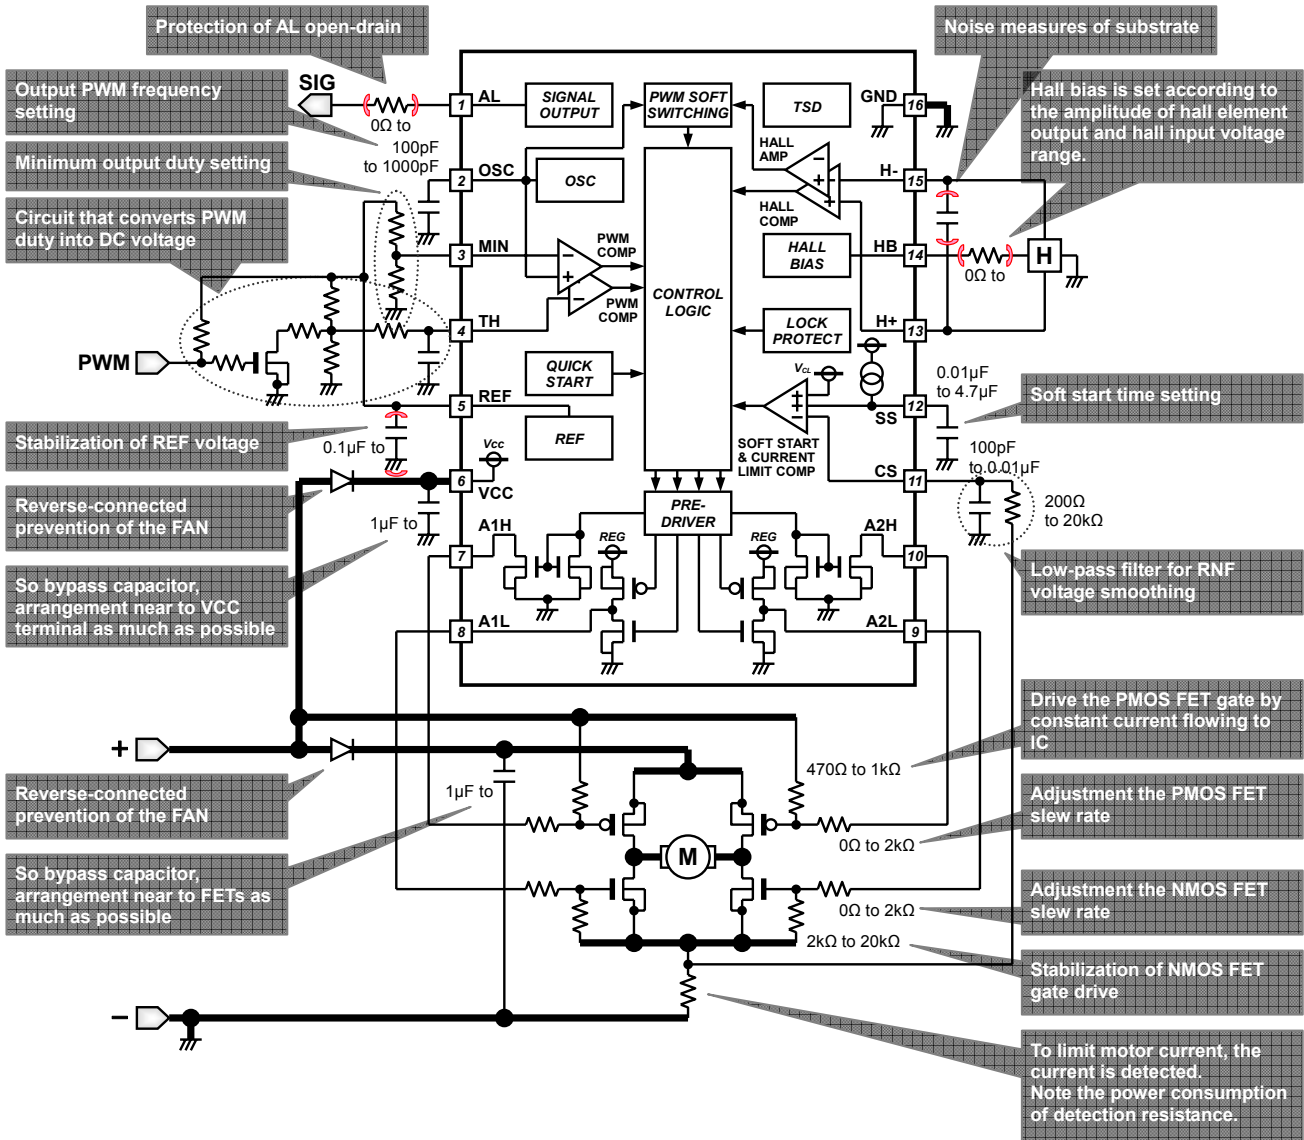 Protection of AL open-drain
Noise measures of substrate
Output PWM frequency
setting
SIG
0Ω to
1
AL
SIGNAL
OUTPUT
PWM SOFT
SWITCHING
TSD
GND
16
Hall bias is set according to
the amplitude of hall element
output and hall input voltage
range.
Minimum output duty setting
100pF
to 1000pF
2
OSC
OSC
HALL
AMP
HALL
COMP
H-
15
Circuit that converts PWM
duty into DC voltage
3
MIN
PWM
COMP
PWM
COMP
CONTROL
LOGIC
HALL
BIAS
HB
14
0Ω to
H
PWM
4
TH
LOCK
PROTECT
H+
13
QUICK
START
VCL
0.01µF
to 4.7µF
Soft start time setting
5
REF
REF
12
SS
Stabilization of REF voltage
0.1µF to
Vcc
SOFT START
& CURRENT
LIMIT COMP
100pF
to 0.01µF
CS
11
6
VCC
Reverse-connected
prevention of the FAN
1µF to
PRE-
DRIVER
200Ω
to 20kΩ
A1H
7
REG
REG
A2H
10
So bypass capacitor,
arrangement near to VCC
terminal as much as possible
Low-pass filter for RNF
voltage smoothing
8
A1L
A2L
9
Drive the PMOS FET gate by
constant current flowing to
IC
+
470Ω to 1kΩ
Reverse-connected
prevention of the FAN
1µF to
Adjustment the PMOS FET
slew rate
0Ω to 2kΩ
M
So bypass capacitor,
arrangement near to FETs as
much as possible
Adjustment the NMOS FET
slew rate
0Ω to 2kΩ
2kΩ to 20kΩ
Stabilization of NMOS FET
gate drive
−
To limit motor current, the
current is detected.
Note the power consumption
of detection resistance.